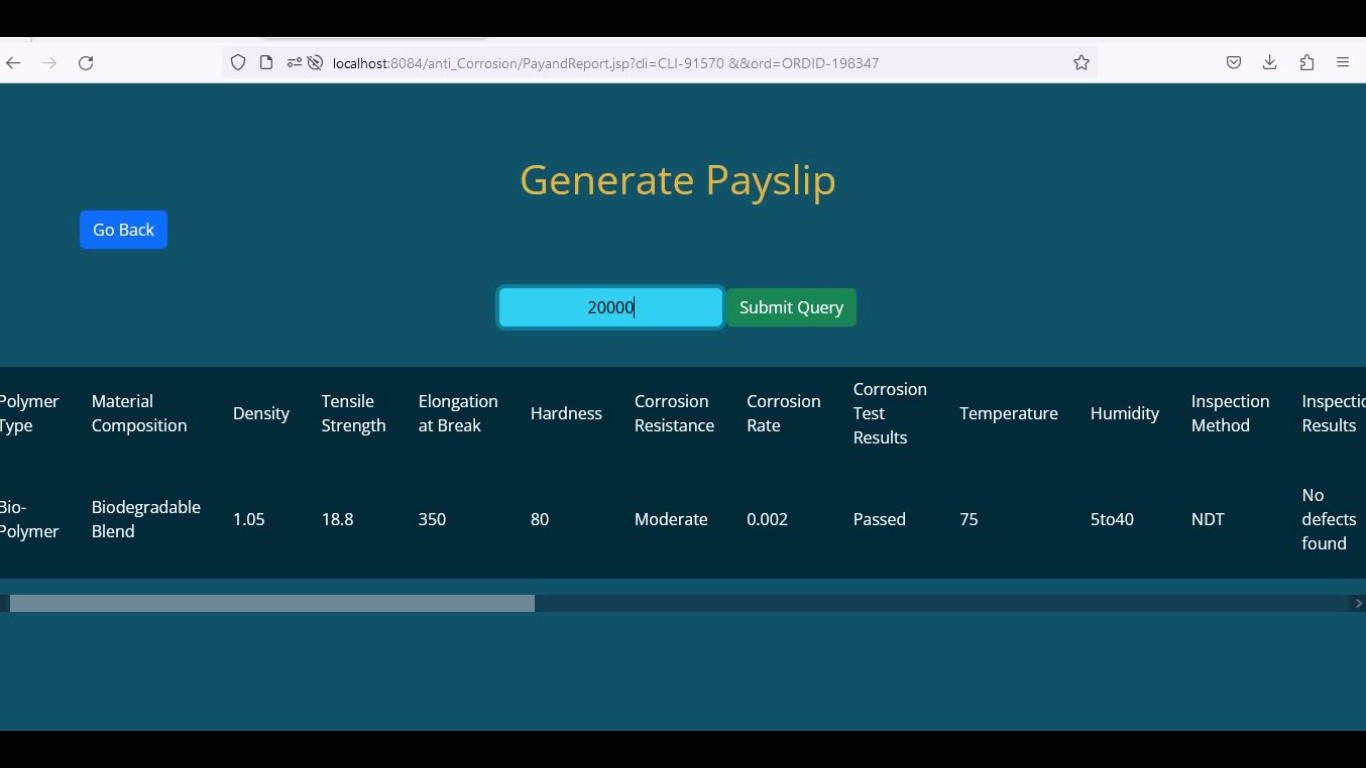 localhost:8084/anti_Corrosion/PayandReport.jsp?di=CLI-91570 &&ord=ORDID-198347
Generate Payslip
Go Back
20000 Submit Query
Polymer Type Material Composition Density Tensile Strength Elongation at Break Hardness Corrosion Resistance Corrosion Rate Corrosion Test Results Temperature Humidity Inspection Method Inspectio Results
Bio-Polymer Biodegradable Blend 1.05 18.8 350 80 Moderate 0.002 Passed 75 5to40 NDT No defects found